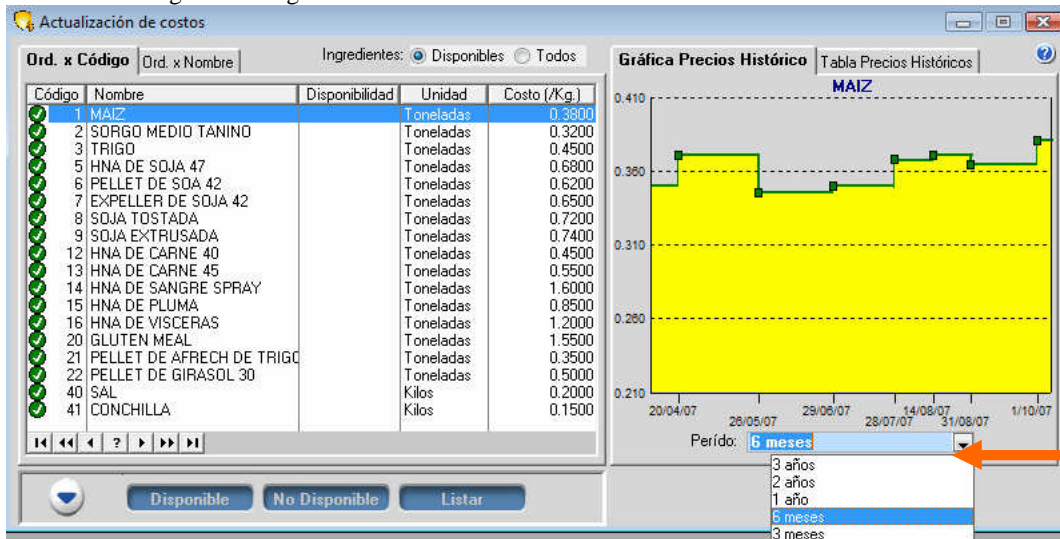 Actualización de costos
Ord. x Código Ord. x Nombre Ingredientes: Disponibles Todos
Código Nombre Disponibilidad Unidad Costo (/Kg.)
1 MAIZ Toneladas 0.3800
2 SORGO MEDIO TANINO Toneladas 0.3200
3 TRIGO Toneladas 0.4500
5 HNA DE SOJA 47 Toneladas 0.6800
6 PELLET DE SOA 42 Toneladas 0.6200
7 EXPELLER DE SOJA 42 Toneladas 0.6500
8 SOJA TOSTADA Toneladas 0.7200
9 SOJA EXTRUSADA Toneladas 0.7400
12 HNA DE CARNE 40 Toneladas 0.4500
13 HNA DE CARNE 45 Toneladas 0.5500
14 HNA DE SANGRE SPRAY Toneladas 1.6000
15 HNA DE PLUMA Toneladas 0.8500
16 HNA DE VISCERAS Toneladas 1.2000
20 GLUTEN MEAL Toneladas 1.5500
21 PELLET DE AFRECH DE TRIGO Toneladas 0.3500
22 PELLET DE GIRASOL 30 Toneladas 0.5000
40 SAL Kilos 0.2000
41 CONCHILLA Kilos 0.1500
?
Disponible No Disponible Listar
Gráfica Precios Histórico Tabla Precios Históricos ?
MAIZ
0.410
0.360
0.310
0.260
0.210
20/04/07 26/05/07 29/06/07 28/07/07 14/08/07 31/08/07 1/10/07
Perído: 6 meses
3 años
2 años
1 año
6 meses
3 meses